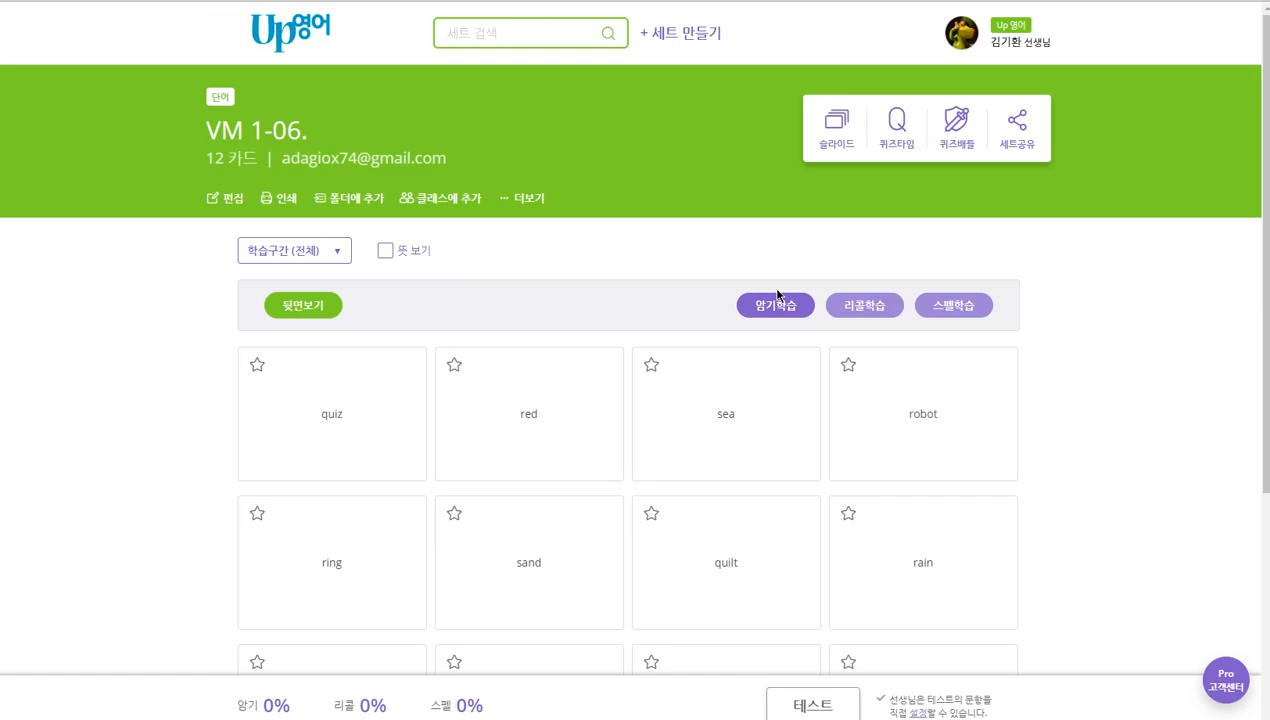 Up영어
세트 검색
+ 세트 만들기
Up 영어
김기환 선생님
단어
VM 1-06.
12 카드 | adagiox74@gmail.com
슬라이드
퀴즈타임
퀴즈배틀
세트공유
편집
인쇄
폴더에 추가
클래스에 추가
··· 더보기
학습구간 (전체) ▼
뜻 보기
뒷면보기
암기학습
리콜학습
스펠학습
quiz
red
sea
robot
ring
sand
quilt
rain
암기 0%
리콜 0%
스펠 0%
테스트
선생님은 테스트의 문항을
직접 설정할 수 있습니다.
Pro
고객센터